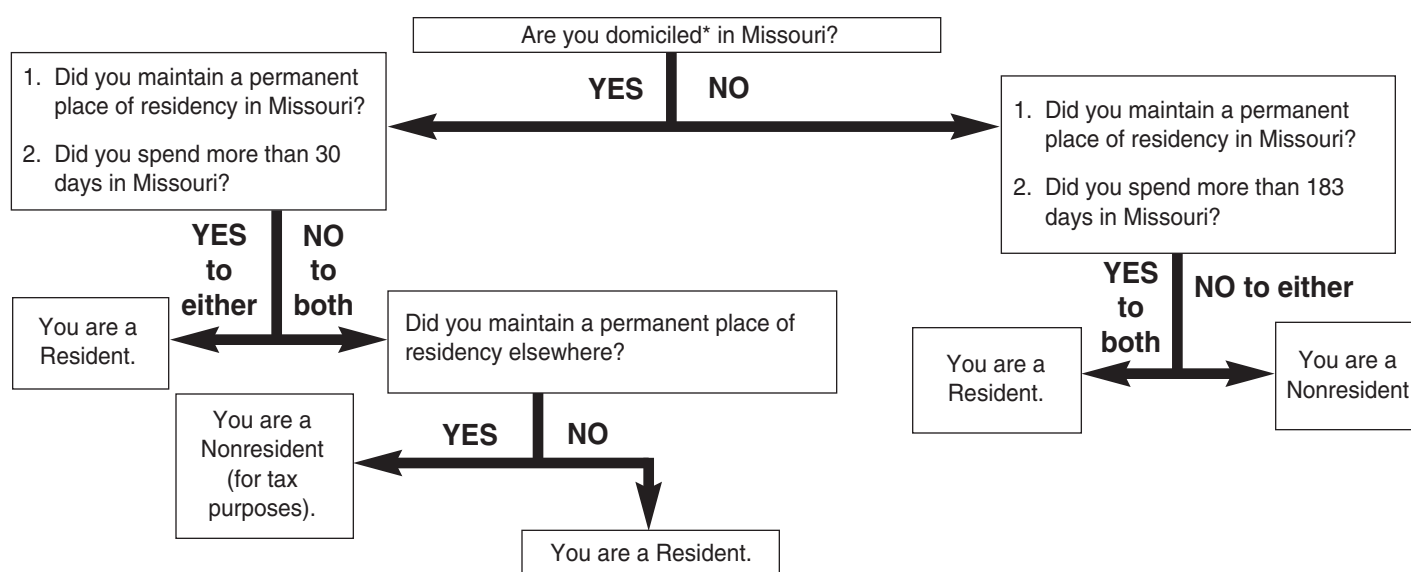 Are you domiciled* in Missouri?
YES
NO
1. Did you maintain a permanent
place of residency in Missouri?
2. Did you spend more than 30
days in Missouri?
1. Did you maintain a permanent
place of residency in Missouri?
2. Did you spend more than 183
days in Missouri?
YES
to
either
NO
to
both
YES
to
both
NO to either
You are a
Resident.
Did you maintain a permanent place of
residency elsewhere?
You are a
Resident.
You are a
Nonresident
You are a
Nonresident
(for tax
purposes).
YES
NO
You are a Resident.